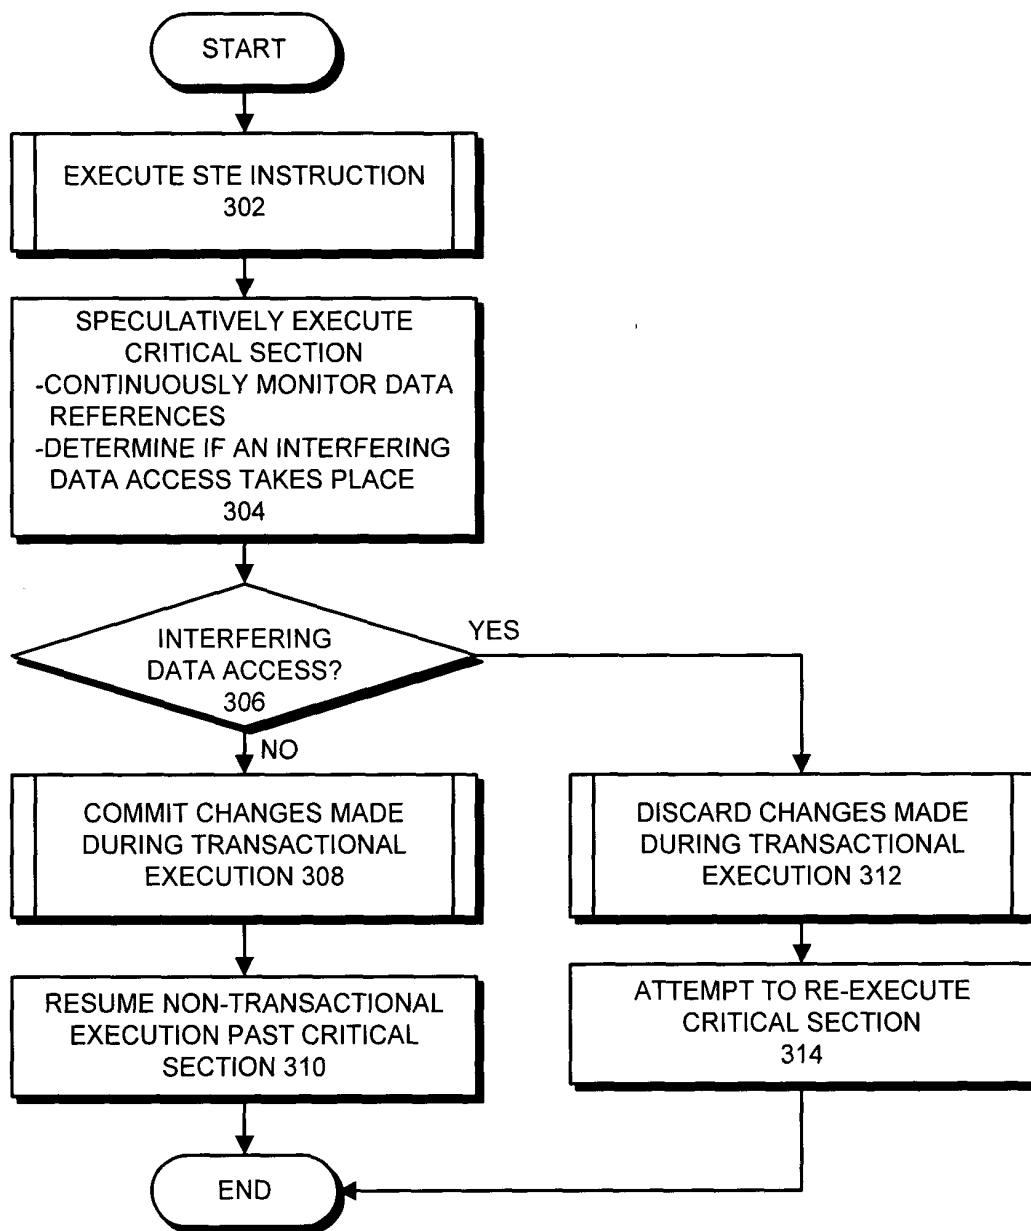 START
EXECUTE STE INSTRUCTION
302
SPECULATIVELY EXECUTE
CRITICAL SECTION
-CONTINUOUSLY MONITOR DATA
REFERENCES
-DETERMINE IF AN INTERFERING
DATA ACCESS TAKES PLACE
304
INTERFERING
DATA ACCESS?
306
YES
NO
COMMIT CHANGES MADE
DURING TRANSACTIONAL
EXECUTION 308
DISCARD CHANGES MADE
DURING TRANSACTIONAL
EXECUTION 312
RESUME NON-TRANSACTIONAL
EXECUTION PAST CRITICAL
SECTION 310
ATTEMPT TO RE-EXECUTE
CRITICAL SECTION
314
END